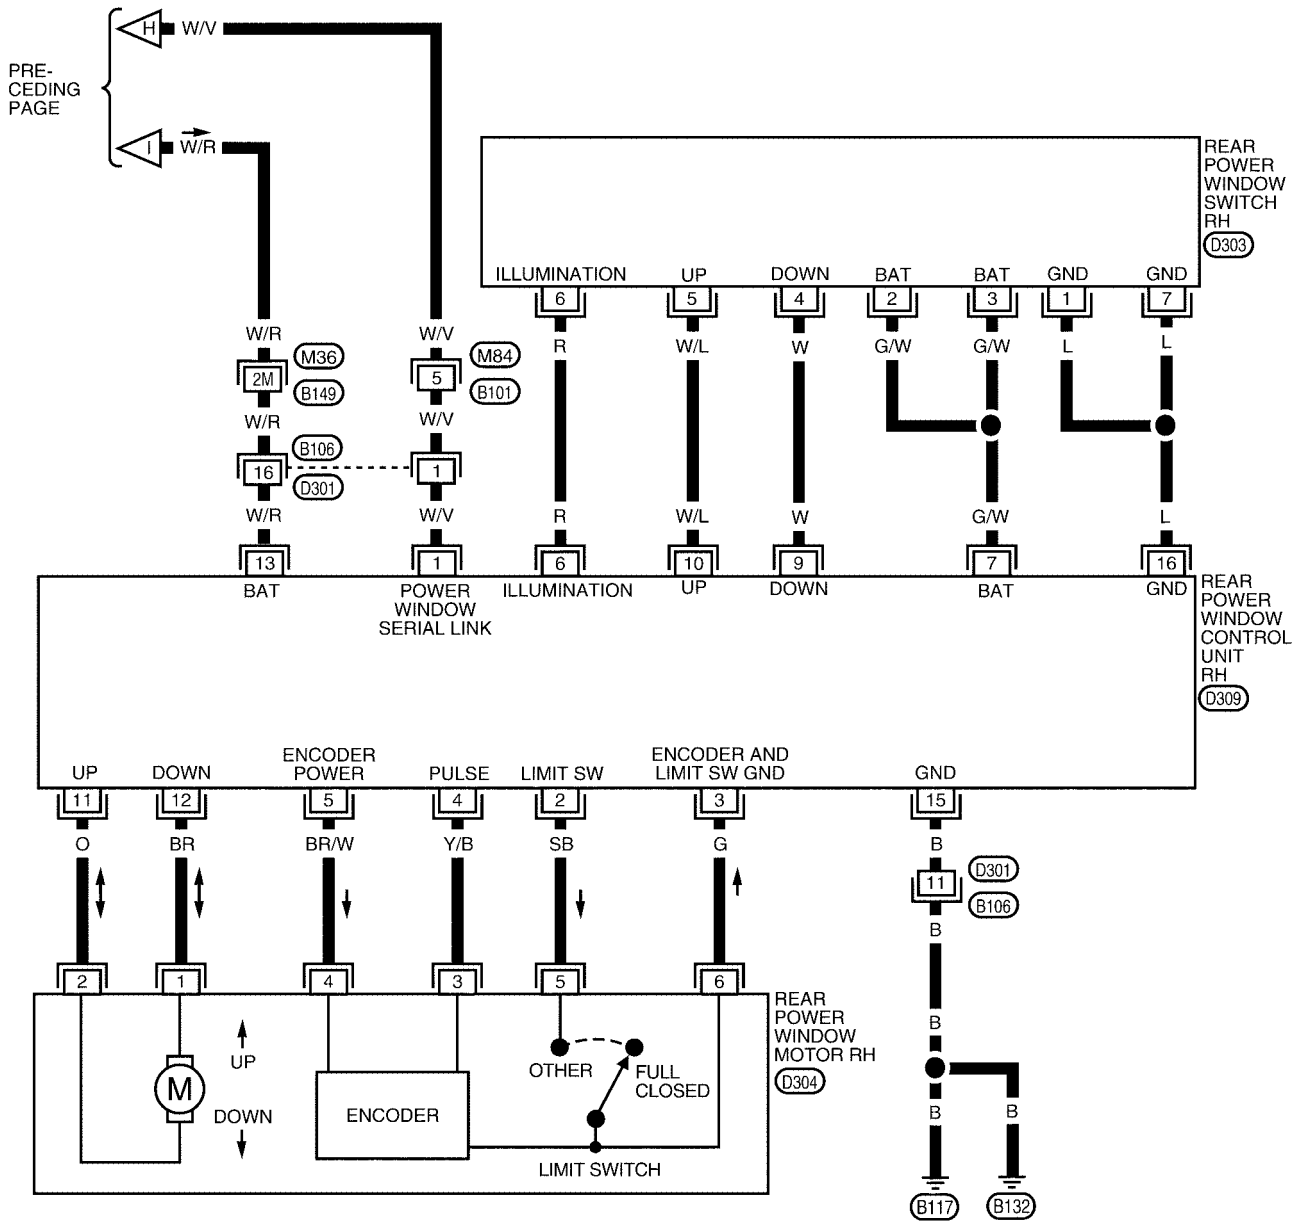 H W/V
PRE-
CEDING
PAGE
I W/R
REAR
POWER
WINDOW
SWITCH
RH
D303
ILLUMINATION UP DOWN BAT BAT GND GND
6 5 4 2 3 1 7
W/R W/V R W/L W G/W G/W L L
M36 M84
2M 5
B149 B101
W/R W/V
B106
16 1
D301
W/R W/V R W/L W G/W L
13 1 6 10 9 7 16
BAT POWER ILLUMINATION UP DOWN BAT GND
WINDOW
SERIAL LINK
REAR
POWER
WINDOW
CONTROL
UNIT
RH
D309
UP DOWN ENCODER POWER PULSE LIMIT SW ENCODER AND LIMIT SW GND GND
11 12 5 4 2 3 15
O BR BR/W Y/B SB G B
D301
11
B106
B
2 1 4 3 5 6
REAR
POWER
WINDOW
MOTOR RH
D304
B
UP
OTHER
FULL
CLOSED
M
DOWN
ENCODER
LIMIT SWITCH
B B
B117 B132